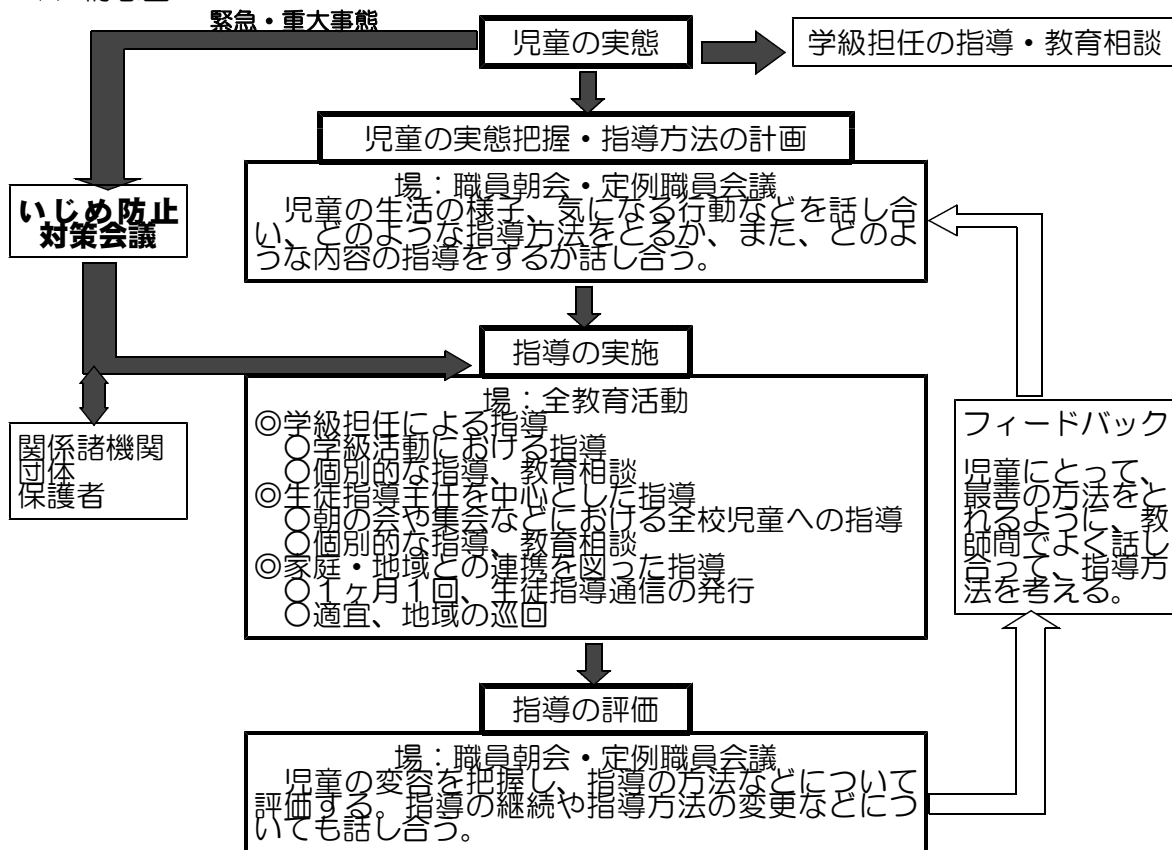 緊急・重大事態
児童の実態
学級担任の指導・教育相談
児童の実態把握・指導方法の計画
場：職員朝会・定例職員会議
児童の生活の様子、気になる行動などを話し合
い、どのような指導方法をとるか、また、どのよ
うな内容の指導をするか話し合う。
いじめ防止
対策会議
指導の実施
場：全教育活動
◎学級担任による指導
○学級活動における指導
○個別的な指導、教育相談
◎生徒指導主任を中心とした指導
○朝の会や集会などにおける全校児童への指導
○個別的な指導、教育相談
◎家庭・地域との連携を図った指導
○１ヶ月１回、生徒指導通信の発行
○適宜、地域の巡回
関係諸機関
団体
保護者
フィードバック
児童にとって、
最善の方法をと
れるように、教
師間でよく話し
合って、指導方
法を考える。
指導の評価
場：職員朝会・定例職員会議
児童の変容を把握し、指導の方法などについて
評価する。指導の継続や指導方法の変更などにつ
いても話し合う。